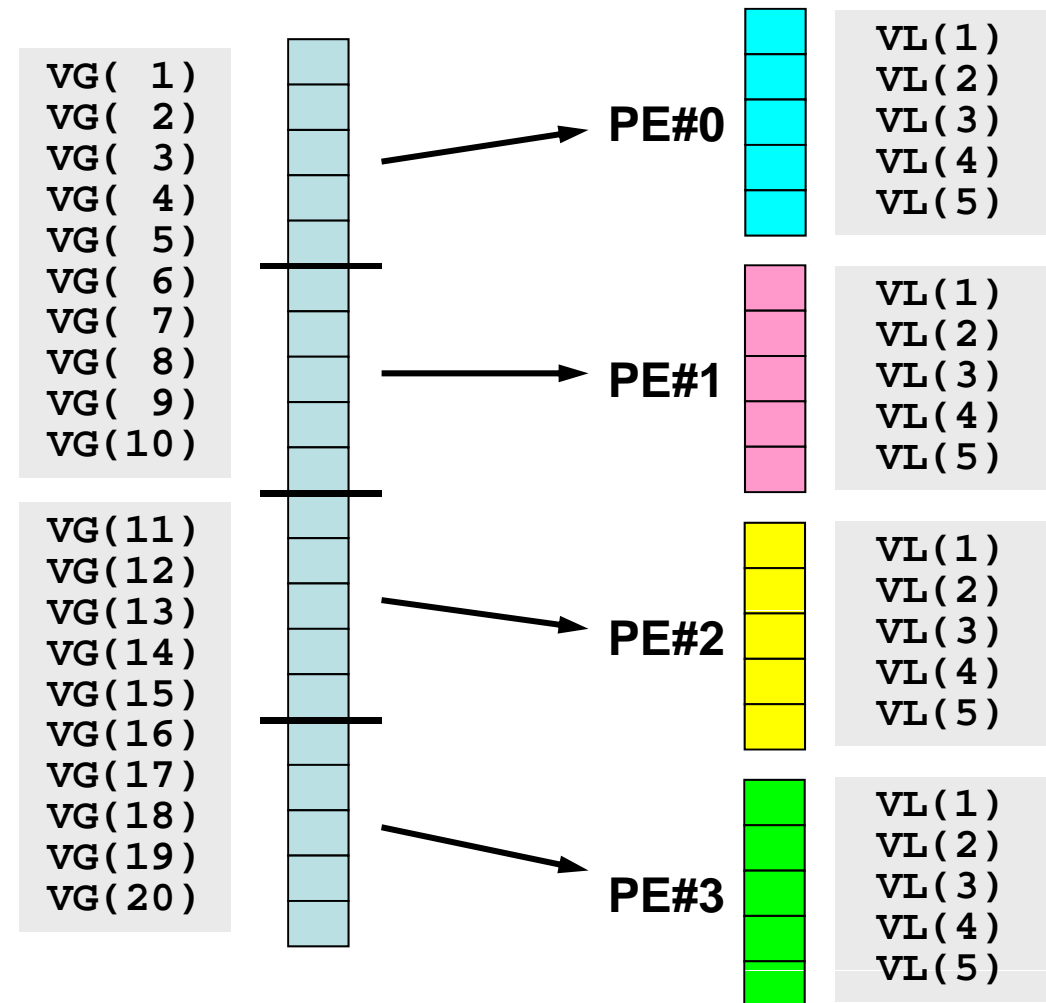 VG( 1)
VG( 2)
VG( 3)
VG( 4)
VG( 5)
VG( 6)
VG( 7)
VG( 8)
VG( 9)
VG(10)
VG(11)
VG(12)
VG(13)
VG(14)
VG(15)
VG(16)
VG(17)
VG(18)
VG(19)
VG(20)
PE#0
VL(1)
VL(2)
VL(3)
VL(4)
VL(5)
PE#1
VL(1)
VL(2)
VL(3)
VL(4)
VL(5)
PE#2
VL(1)
VL(2)
VL(3)
VL(4)
VL(5)
PE#3
VL(1)
VL(2)
VL(3)
VL(4)
VL(5)